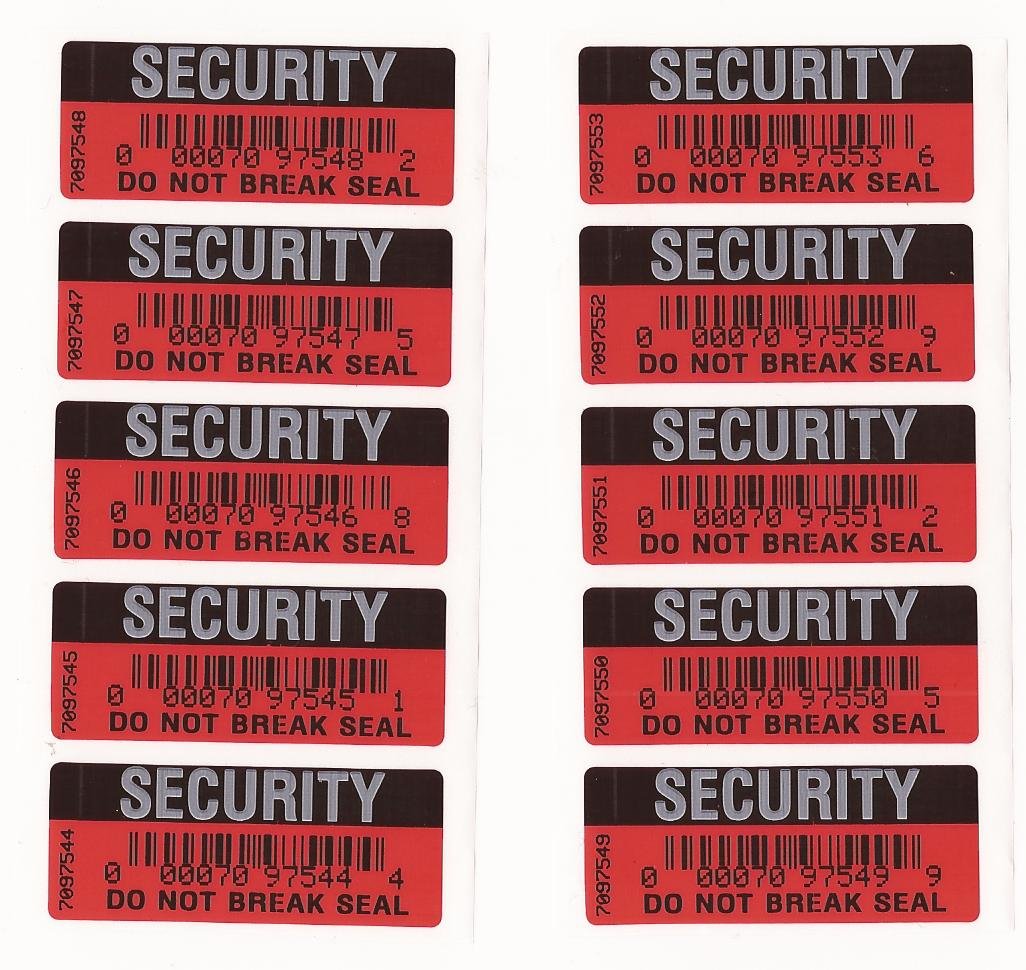 SECURITY
7097548
0 00070 97548 2
DO NOT BREAK SEAL
SECURITY
7097547
0 00070 97547 5
DO NOT BREAK SEAL
SECURITY
7097546
0 00070 97546 8
DO NOT BREAK SEAL
SECURITY
7097545
0 00070 97545 1
DO NOT BREAK SEAL
SECURITY
7097544
0 00070 97544 4
DO NOT BREAK SEAL
SECURITY
7097553
0 00070 97553 6
DO NOT BREAK SEAL
SECURITY
7097552
0 00070 97552 9
DO NOT BREAK SEAL
SECURITY
7097551
0 00070 97551 2
DO NOT BREAK SEAL
SECURITY
7097550
0 00070 97550 5
DO NOT BREAK SEAL
SECURITY
7097549
0 00070 97549 9
DO NOT BREAK SEAL